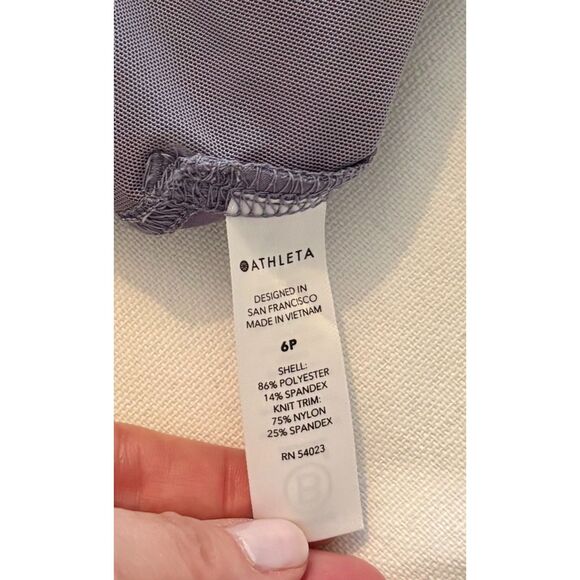 ATHLETA
DESIGNED IN
SAN FRANCISCO
MADE IN VIETNAM
6P
SHELL:
86% POLYESTER
14% SPANDEX
KNIT TRIM:
75% NYLON
25% SPANDEX
RN 54023
B